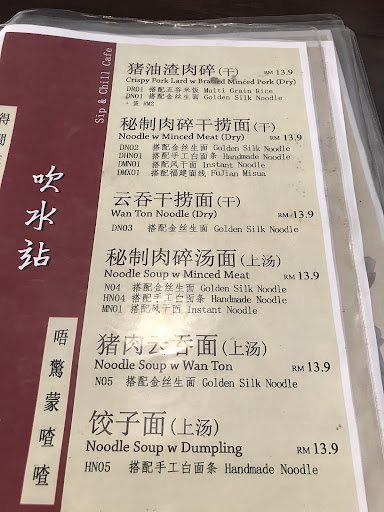 Sip & Chill Cafe
吹水站
唔驚蒙喳喳
猪油渣肉碎(干) RM 13.9
Crispy Pork Lard w Braised Minced Pork (Dry)
DRD1 搭配五谷米饭 Multi Grain Rice
DN01 搭配金丝生面 Golden Silk Noodle
+ 蛋 RM2
秘制肉碎干捞面(干)
Noodle w Minced Meat (Dry) RM 13.9
DN02 搭配金丝生面 Golden Silk Noodle
DHN01 搭配手工白面条 Handmade Noodle
DMN01 搭配风干面 Instant Noodle
DMX01 搭配福建面线 FuJian Misua
云吞干捞面(干)
Wan Ton Noodle (Dry) RM 13.9
DN03 搭配金丝生面 Golden Silk Noodle
秘制肉碎汤面(上汤)
Noodle Soup w Minced Meat RM 13.9
N04 搭配金丝生面 Golden Silk Noodle
HN04 搭配手工白面条 Handmade Noodle
MN01 搭配风干面 Instant Noodle
猪肉云吞面(上汤)
Noodle Soup w Wan Ton RM 13.9
N05 搭配金丝生面 Golden Silk Noodle
饺子面(上汤)
Noodle Soup w Dumpling RM 13.9
HN05 搭配手工白面条 Handmade Noodle